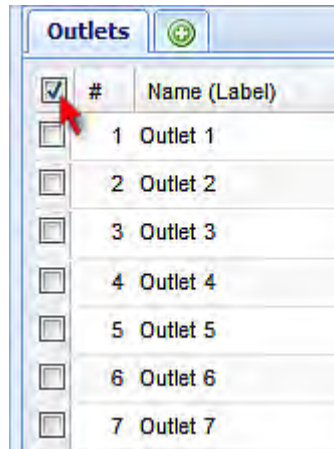 Outlets
# Name (Label)
1 Outlet 1
2 Outlet 2
3 Outlet 3
4 Outlet 4
5 Outlet 5
6 Outlet 6
7 Outlet 7